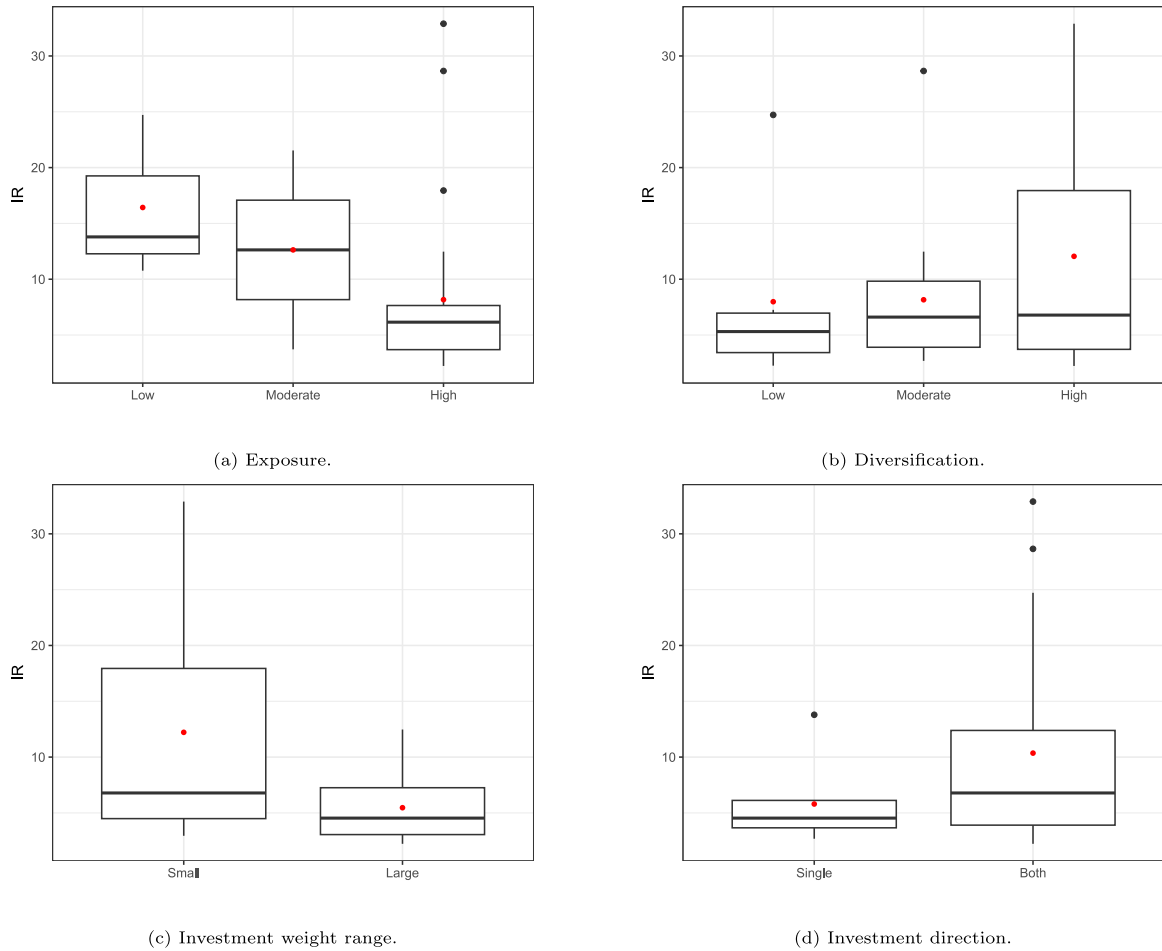 30
20
10
IR
Low
Moderate
High
(a) Exposure.
30
20
10
IR
Low
Moderate
High
(b) Diversification.
30
20
10
IR
Small
Large
(c) Investment weight range.
30
20
10
IR
Single
Both
(d) Investment direction.